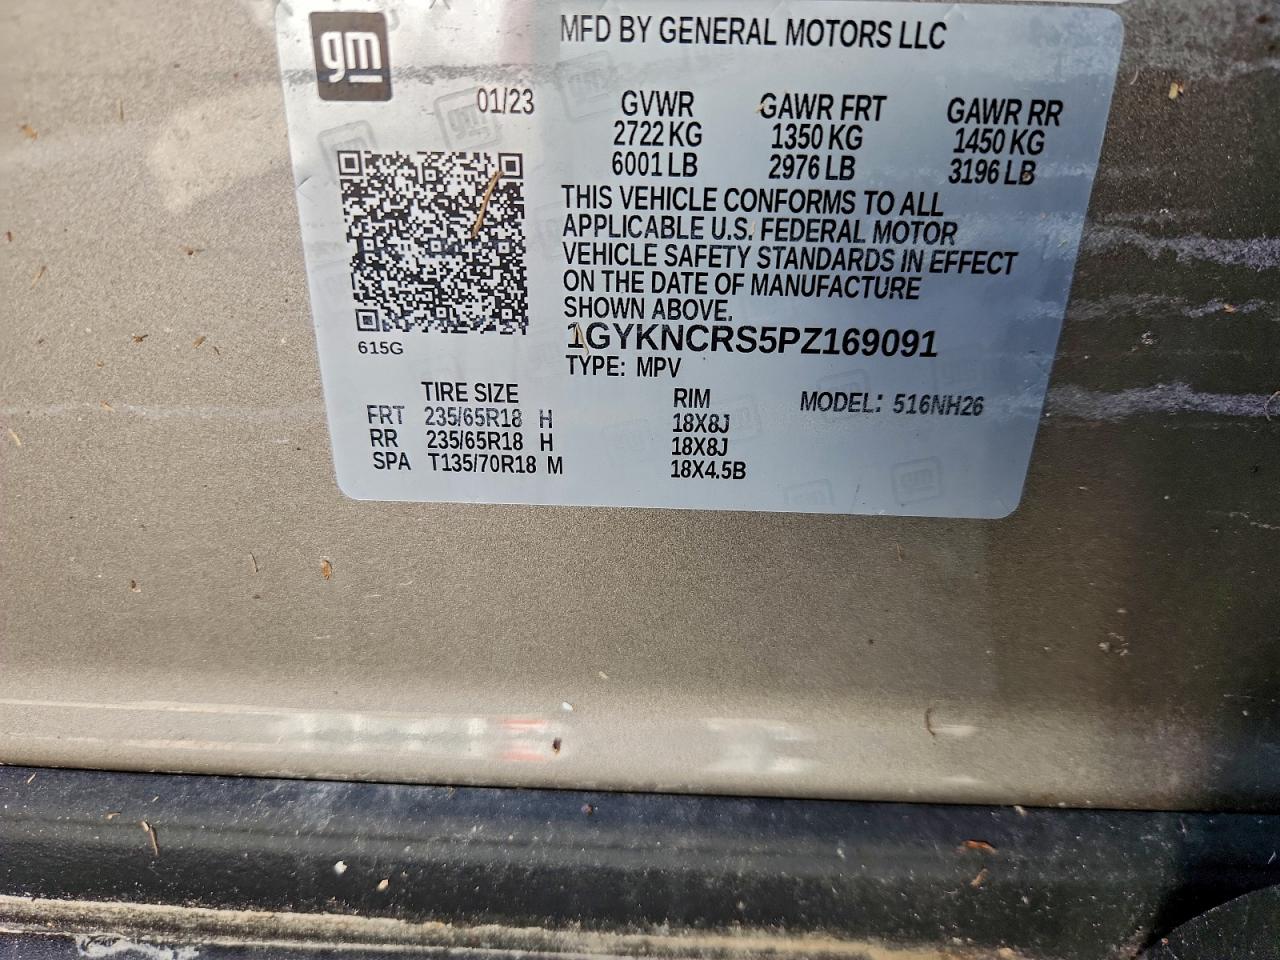 gm
MFD BY GENERAL MOTORS LLC
01/23
GVWR GAWR FRT GAWR RR
2722 KG 1350 KG 1450 KG
6001 LB 2976 LB 3196 LB
THIS VEHICLE CONFORMS TO ALL
APPLICABLE U.S. FEDERAL MOTOR
VEHICLE SAFETY STANDARDS IN EFFECT
ON THE DATE OF MANUFACTURE
SHOWN ABOVE.
1GYKNCRS5PZ169091
615G
TYPE: MPV
TIRE SIZE RIM MODEL: 516NH26
FRT 235/65R18 H 18X8J
RR 235/65R18 H 18X8J
SPA T135/70R18 M 18X4.5B